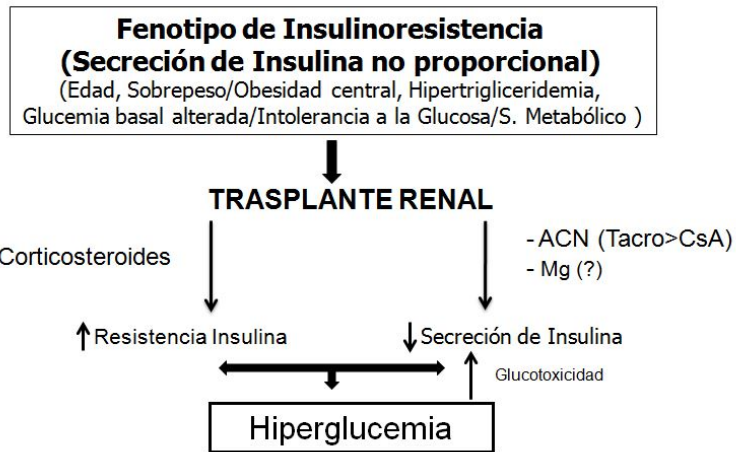 Fenotipo de Insulinoresistencia
(Secreción de Insulina no proporcional)
(Edad, Sobrepeso/Obesidad central, Hipertrigliceridemia,
Glucemia basal alterada/Intolerancia a la Glucosa/S. Metabólico )
TRASPLANTE RENAL
Corticosteroides
- ACN (Tacro>CsA)
- Mg (?)
↑ Resistencia Insulina
↓ Secreción de Insulina
Glucotoxicidad
Hiperglucemia